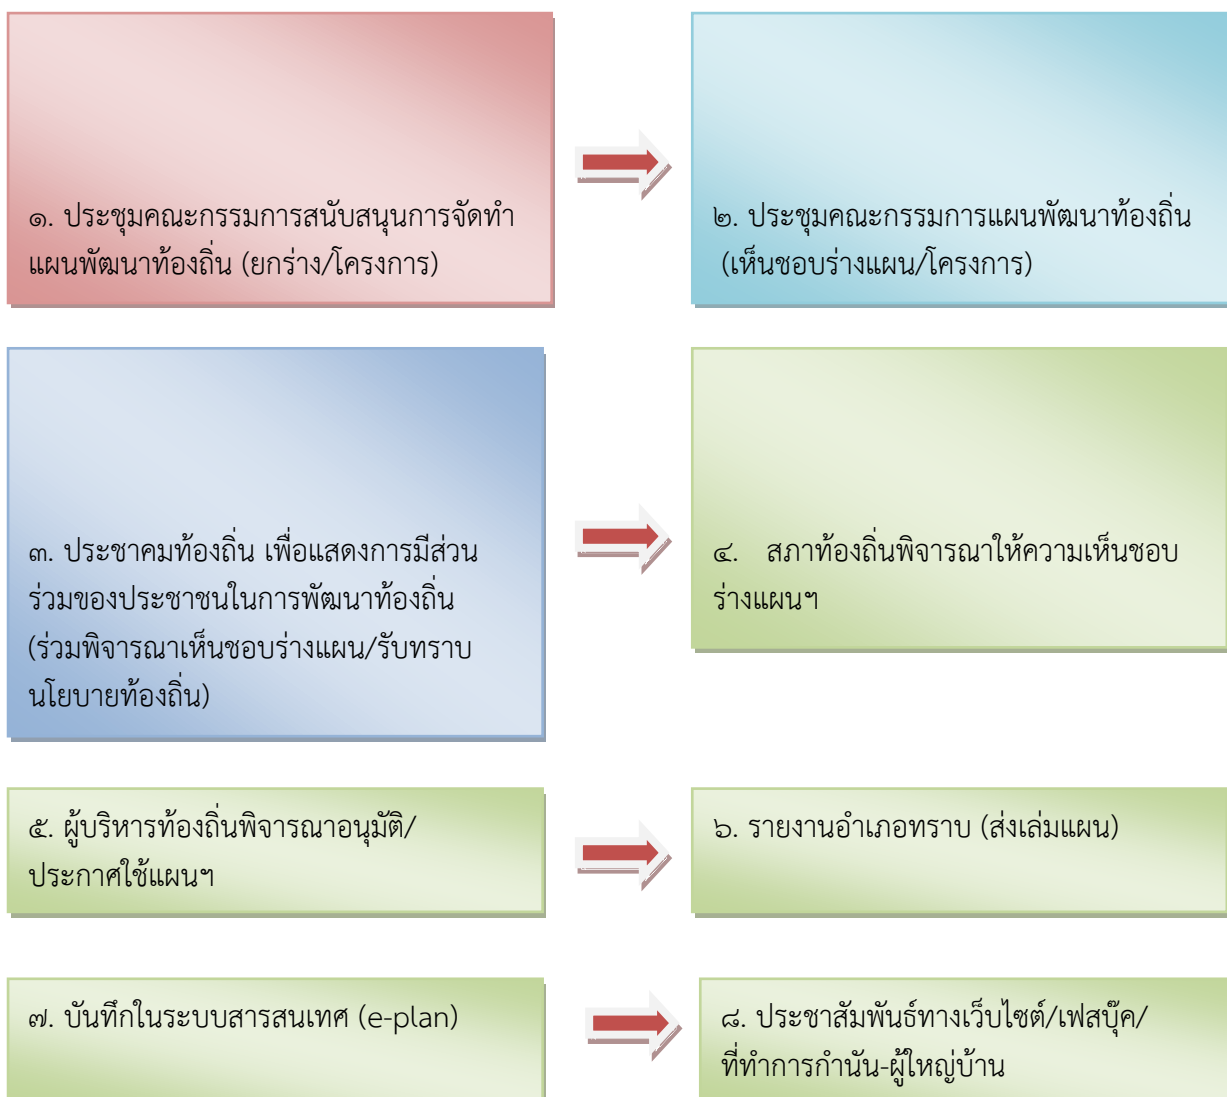 ๑. ประชุมคณะกรรมการสนับสนุนการจัดทำ
แผนพัฒนาท้องถิ่น (ยกร่าง/โครงการ)
๒. ประชุมคณะกรรมการแผนพัฒนาท้องถิ่น
(เห็นชอบร่างแผน/โครงการ)
๓. ประชาคมท้องถิ่น เพื่อแสดงการมีส่วน
ร่วมของประชาชนในการพัฒนาท้องถิ่น
(ร่วมพิจารณาเห็นชอบร่างแผน/รับทราบ
นโยบายท้องถิ่น)
๔. สภาท้องถิ่นพิจารณาให้ความเห็นชอบ
ร่างแผนฯ
๕. ผู้บริหารท้องถิ่นพิจารณาอนุมัติ/
ประกาศใช้แผนฯ
๖. รายงานอำเภอทราบ (ส่งเล่มแผน)
๗. บันทึกในระบบสารสนเทศ (e-plan)
๘. ประชาสัมพันธ์ทางเว็บไซต์/เฟสบุ๊ค/
ที่ทำการกำนัน-ผู้ใหญ่บ้าน